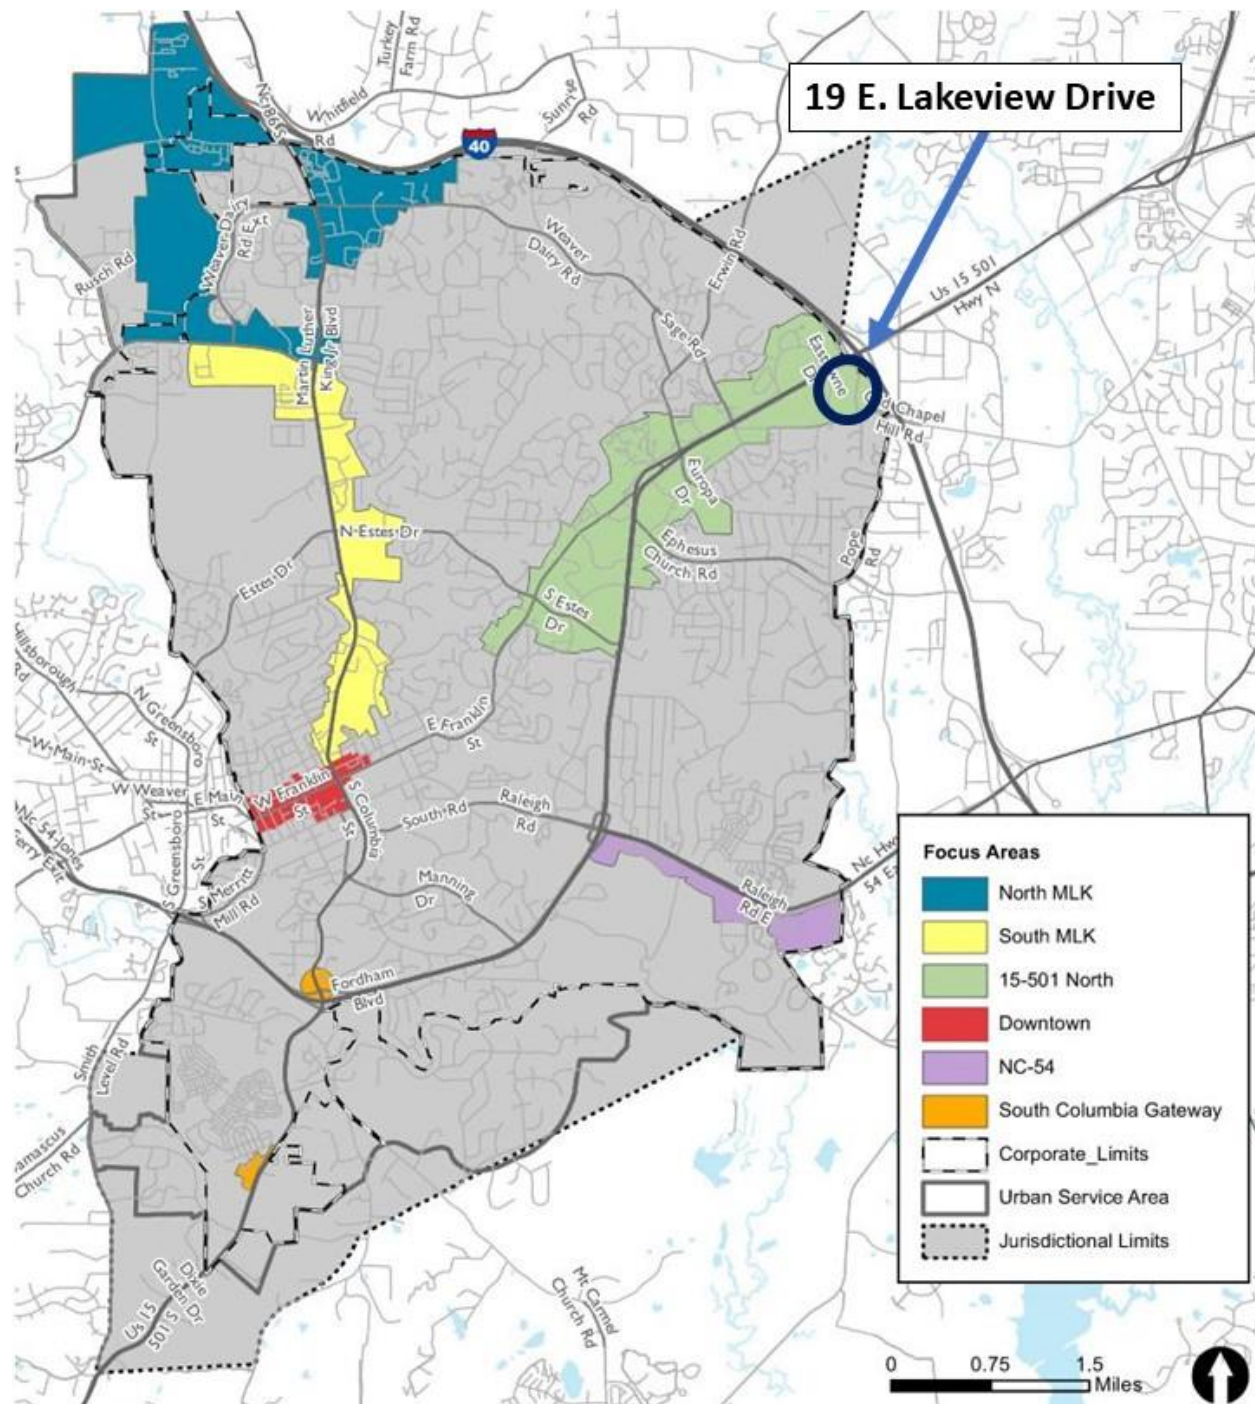 19 E. Lakeview Drive
Turkey
Farm Rd
Whitfield
Rd
Sunrise
Rd
Nc 86 S
40
Weaver Dairy
Rd Ext
Rusch Rd
Weaver
Dairy Rd
Erwin Rd
Us 15 501
Hwy N
Sage Rd
Martin Luther
King Jr Blvd
Eastowne
Dr
Old Chapel
Hill Rd
Europa
Dr
N Estes Dr
Ephesus
Church Rd
Pope
Rd
Estes Dr
S Estes
Dr
Hillsborough
Rd
N Greensboro
St
E Franklin
St
W Main St
W Weaver
St
E Main
St
W Franklin
St
S Columbia
St
South Rd
Raleigh
Rd
Nc 54 Jones
Ferry Exit
S Greensboro
St
S Merritt
Mill Rd
Manning
Dr
Raleigh
Rd E
Nc Hwy
54 Es
Fordham
Blvd
Smith
Level Rd
Damascus
Church Rd
Dixie
Garden Dr
Us 15
501 S
Mt Carmel
Church Rd
Focus Areas
North MLK
South MLK
15-501 North
Downtown
NC-54
South Columbia Gateway
Corporate_Limits
Urban Service Area
Jurisdictional Limits
0 0.75 1.5
Miles